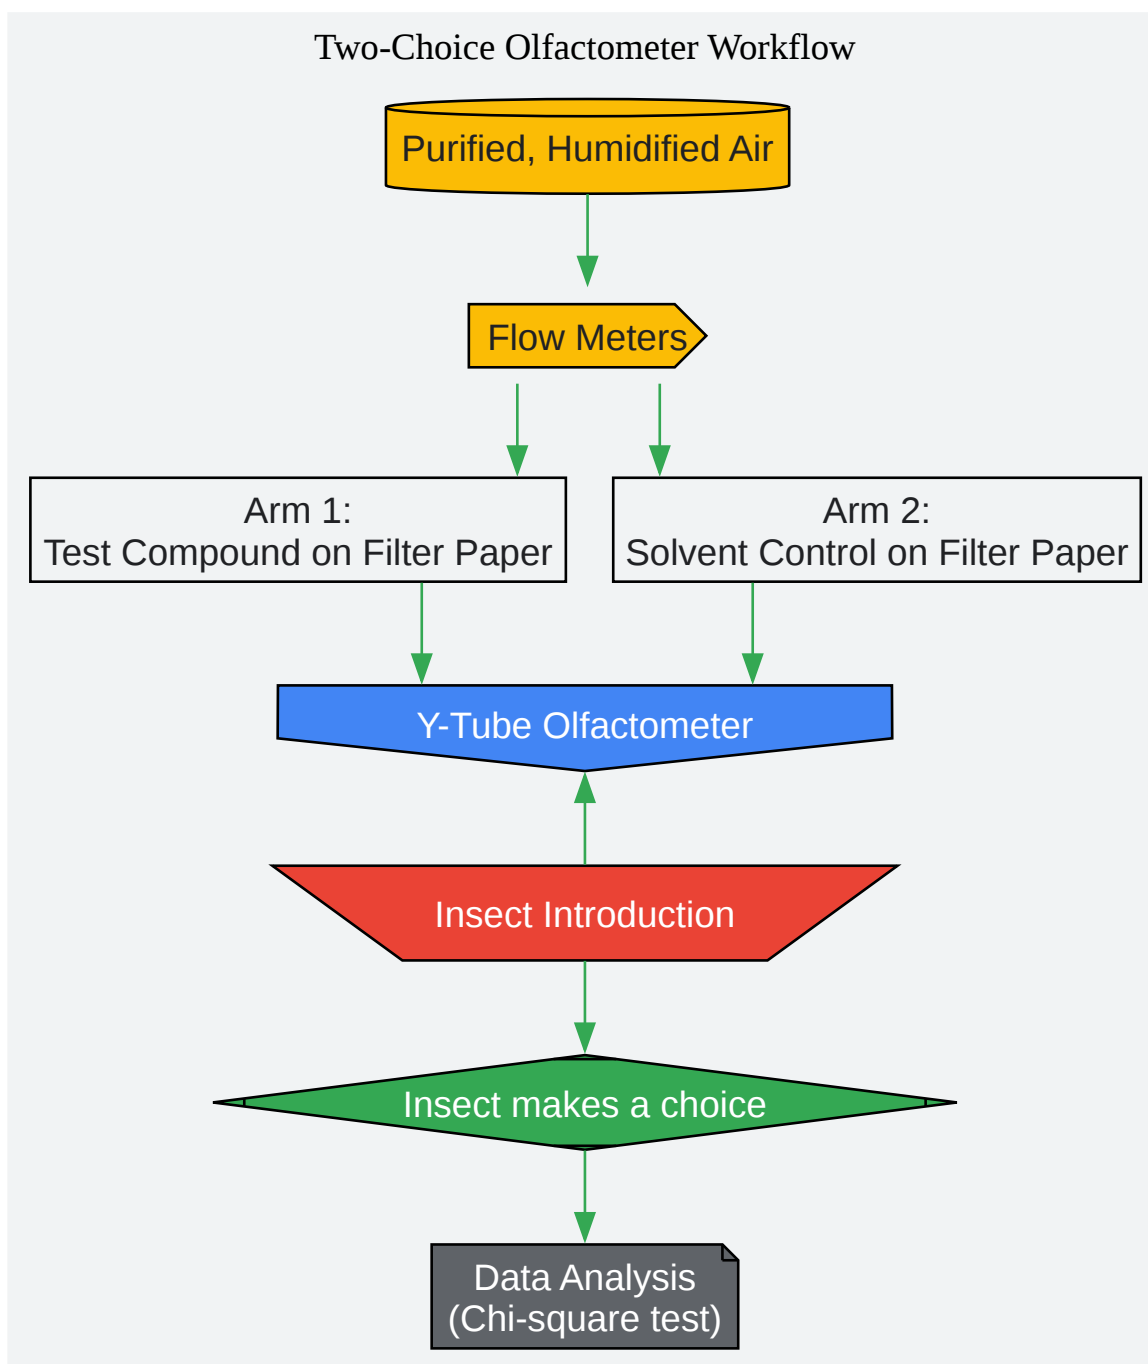 Two-Choice Olfactometer Workflow
Purified, Humidified Air
Flow Meters
Arm 1:
Test Compound on Filter Paper
Arm 2:
Solvent Control on Filter Paper
Y-Tube Olfactometer
Insect Introduction
Insect makes a choice
Data Analysis
(Chi-square test)